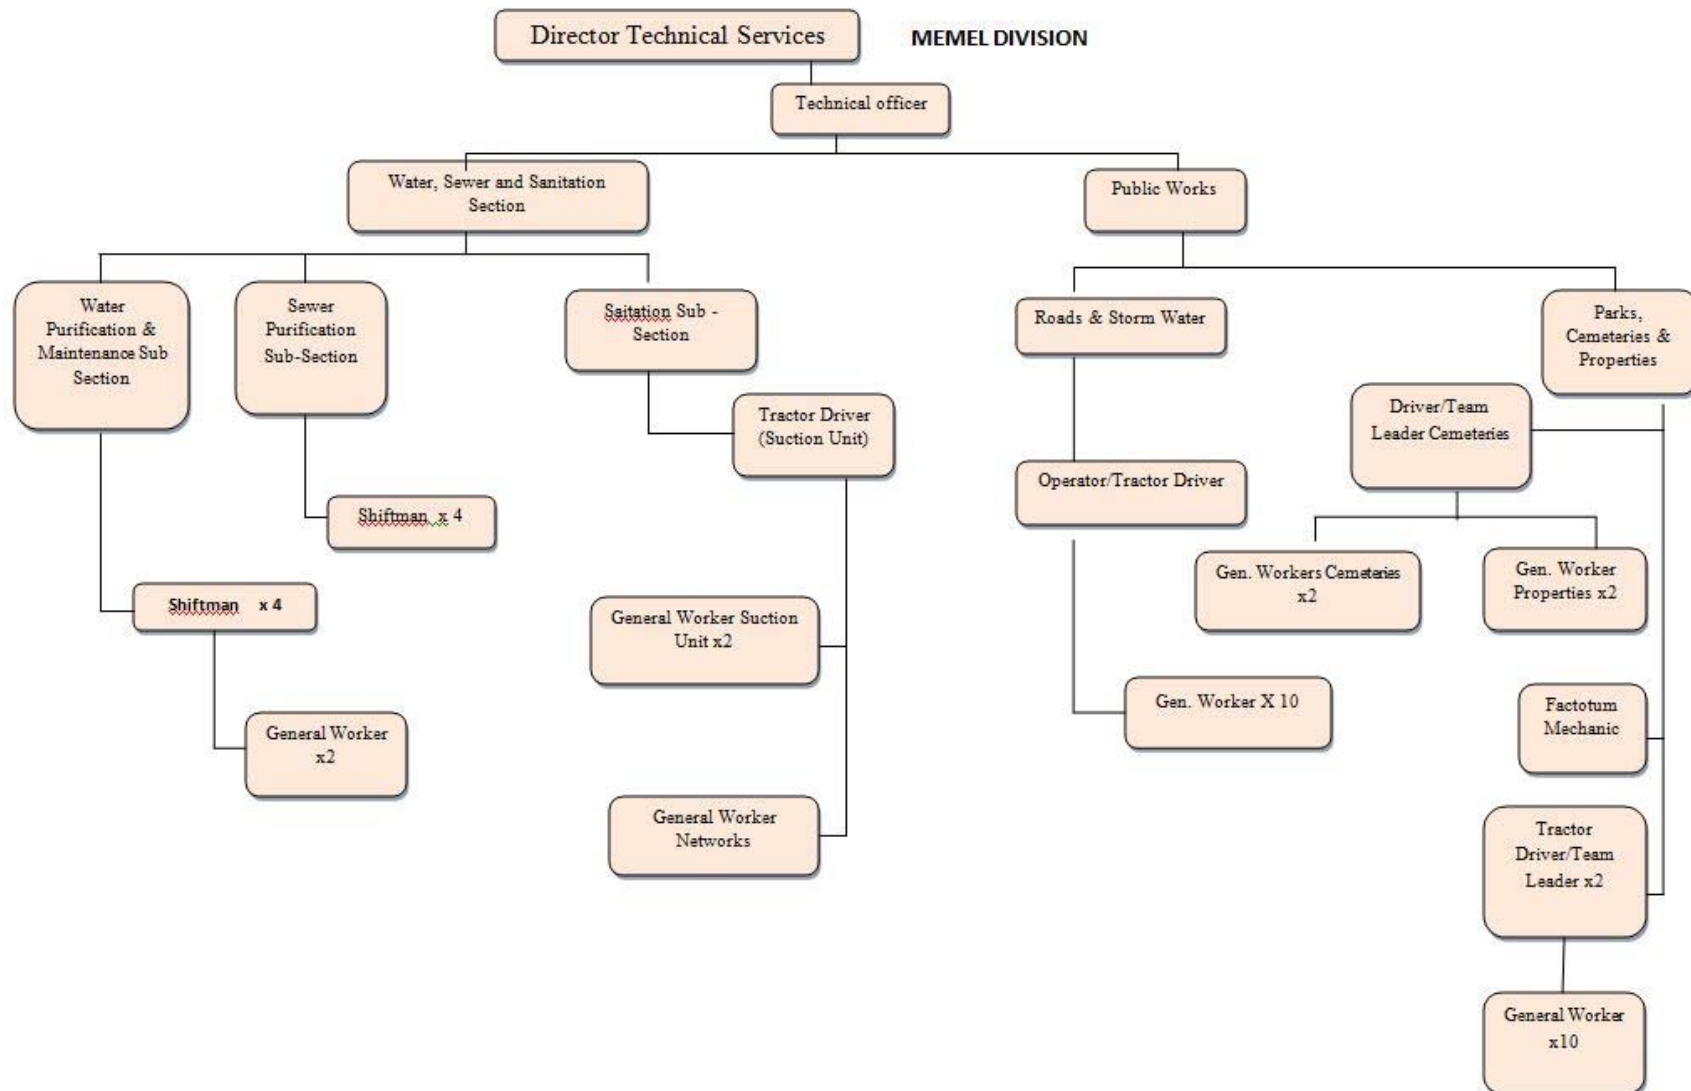 Director Technical Services
MEMEL DIVISION
Technical officer
Water, Sewer and Sanitation
Section
Public Works
Water
Purification &
Maintenance Sub
Section
Sewer
Purification
Sub-Section
Saitation Sub -
Section
Roads & Storm Water
Parks,
Cemeteries &
Properties
Tractor Driver
(Suction Unit)
Driver/Team
Leader Cemeteries
Operator/Tractor Driver
Shiftman x 4
Gen. Workers Cemeteries
x2
Gen. Worker
Properties x2
Shiftman x 4
General Worker Suction
Unit x2
Gen. Worker X 10
Factotum
Mechanic
General Worker
x2
General Worker
Networks
Tractor
Driver/Team
Leader x2
General Worker
x10